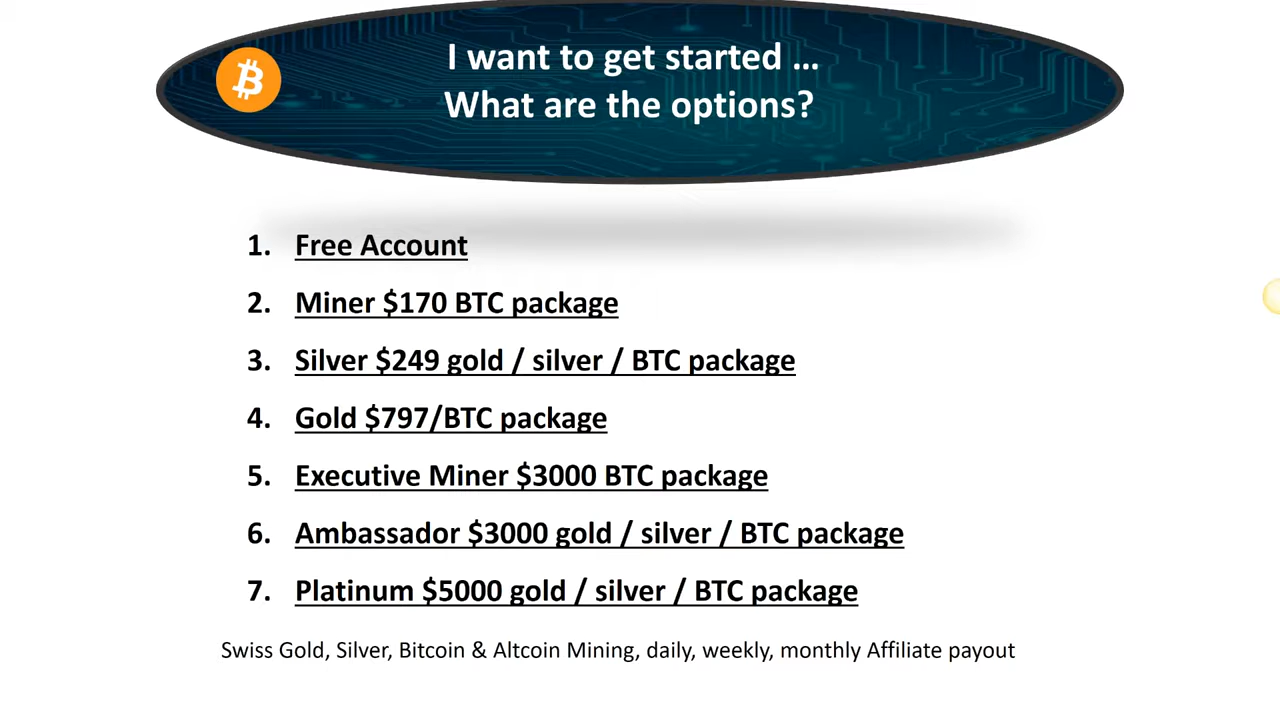 I want to get started ...
What are the options?
1. Free Account
2. Miner $170 BTC package
3. Silver $249 gold / silver / BTC package
4. Gold $797/BTC package
5. Executive Miner $3000 BTC package
6. Ambassador $3000 gold / silver / BTC package
7. Platinum $5000 gold / silver / BTC package
Swiss Gold, Silver, Bitcoin & Altcoin Mining, daily, weekly, monthly Affiliate payout